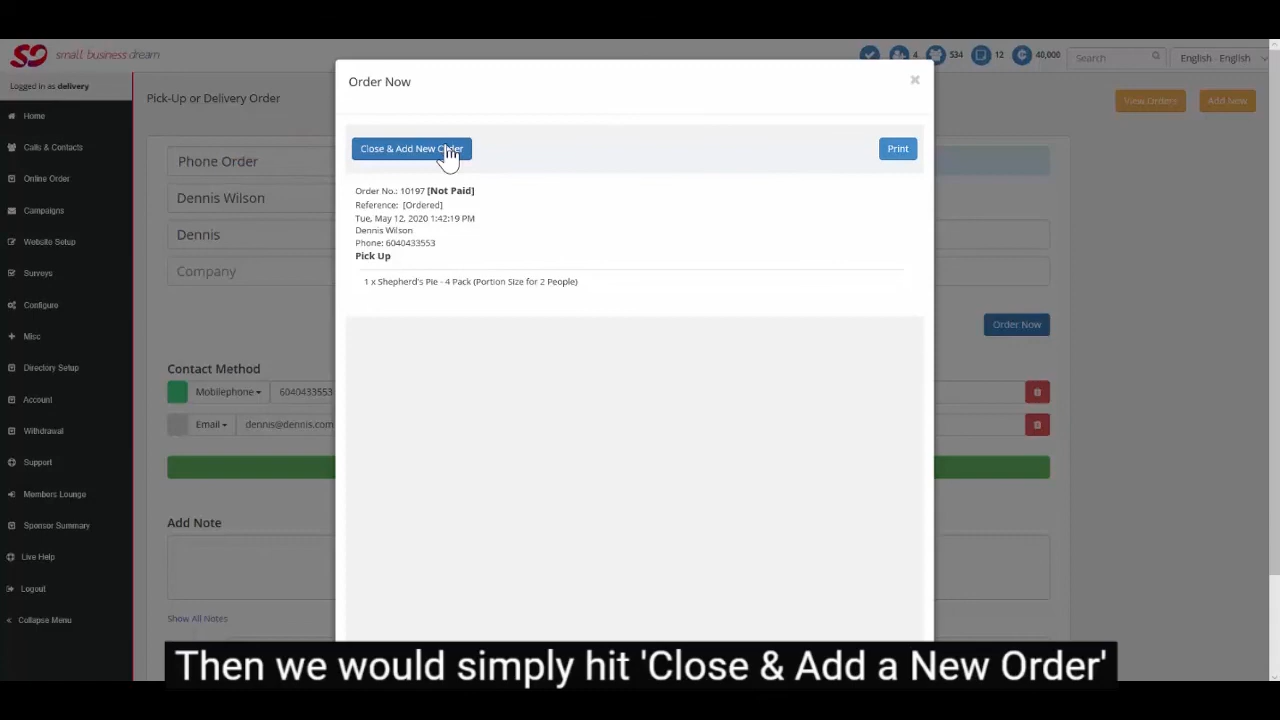 small business dream
4
534
12
40,000
Search
English - English
Logged in as delivery
Home
Calls & Contacts
Online Order
Campaigns
Website Setup
Surveys
Configure
Misc
Directory Setup
Account
Withdrawal
Support
Members Lounge
Sponsor Summary
Live Help
Logout
Collapse Menu
Pick-Up or Delivery Order
View Orders
Add New
Phone Order
Dennis Wilson
Dennis
Company
Order Now
Contact Method
Mobilephone
6040433553
Email
dennis@dennis.com
Add Note
Show All Notes
Order Now
×
Close & Add New Order
Print
Order No.: 10197 [Not Paid]
Reference: [Ordered]
Tue, May 12, 2020 1:42:19 PM
Dennis Wilson
Phone: 6040433553
Pick Up
1 x Shepherd's Pie - 4 Pack (Portion Size for 2 People)
Then we would simply hit 'Close & Add a New Order'